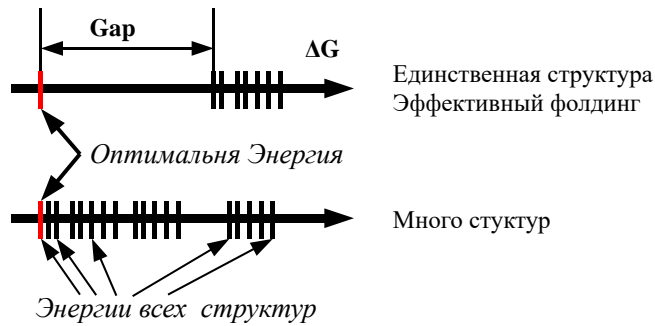 Gap
ΔG
Единственная структура
Эффективный фолдинг
Оптимальня Энергия
Много стуктур
Энергии всех структур